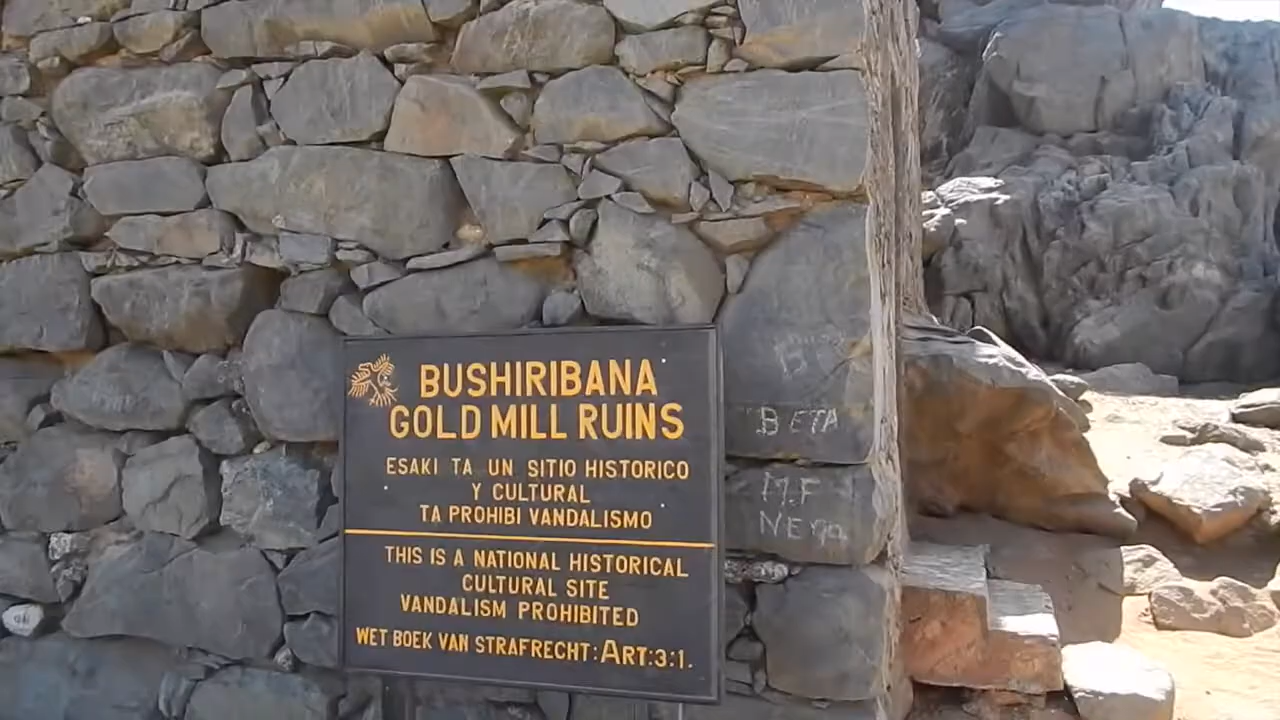 BUSHIRIBANA
GOLD MILL RUINS
ESAKI TA UN SITIO HISTORICO
Y CULTURAL
TA PROHIBI VANDALISMO
THIS IS A NATIONAL HISTORICAL
CULTURAL SITE
VANDALISM PROHIBITED
WET BOEK VAN STRAFRECHT: ART:3:1.
BETA
M.F